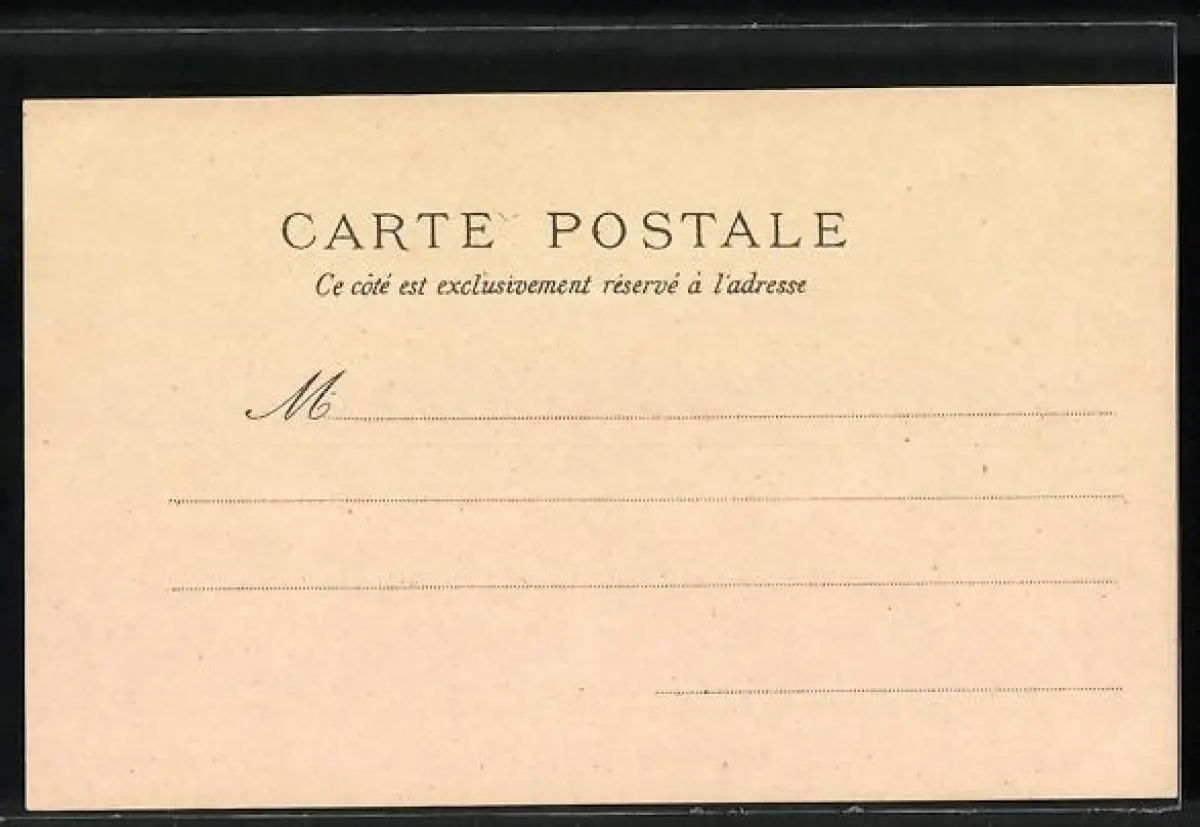 CARTE POSTALE
Ce côté est exclusivement réservé à l'adresse
M